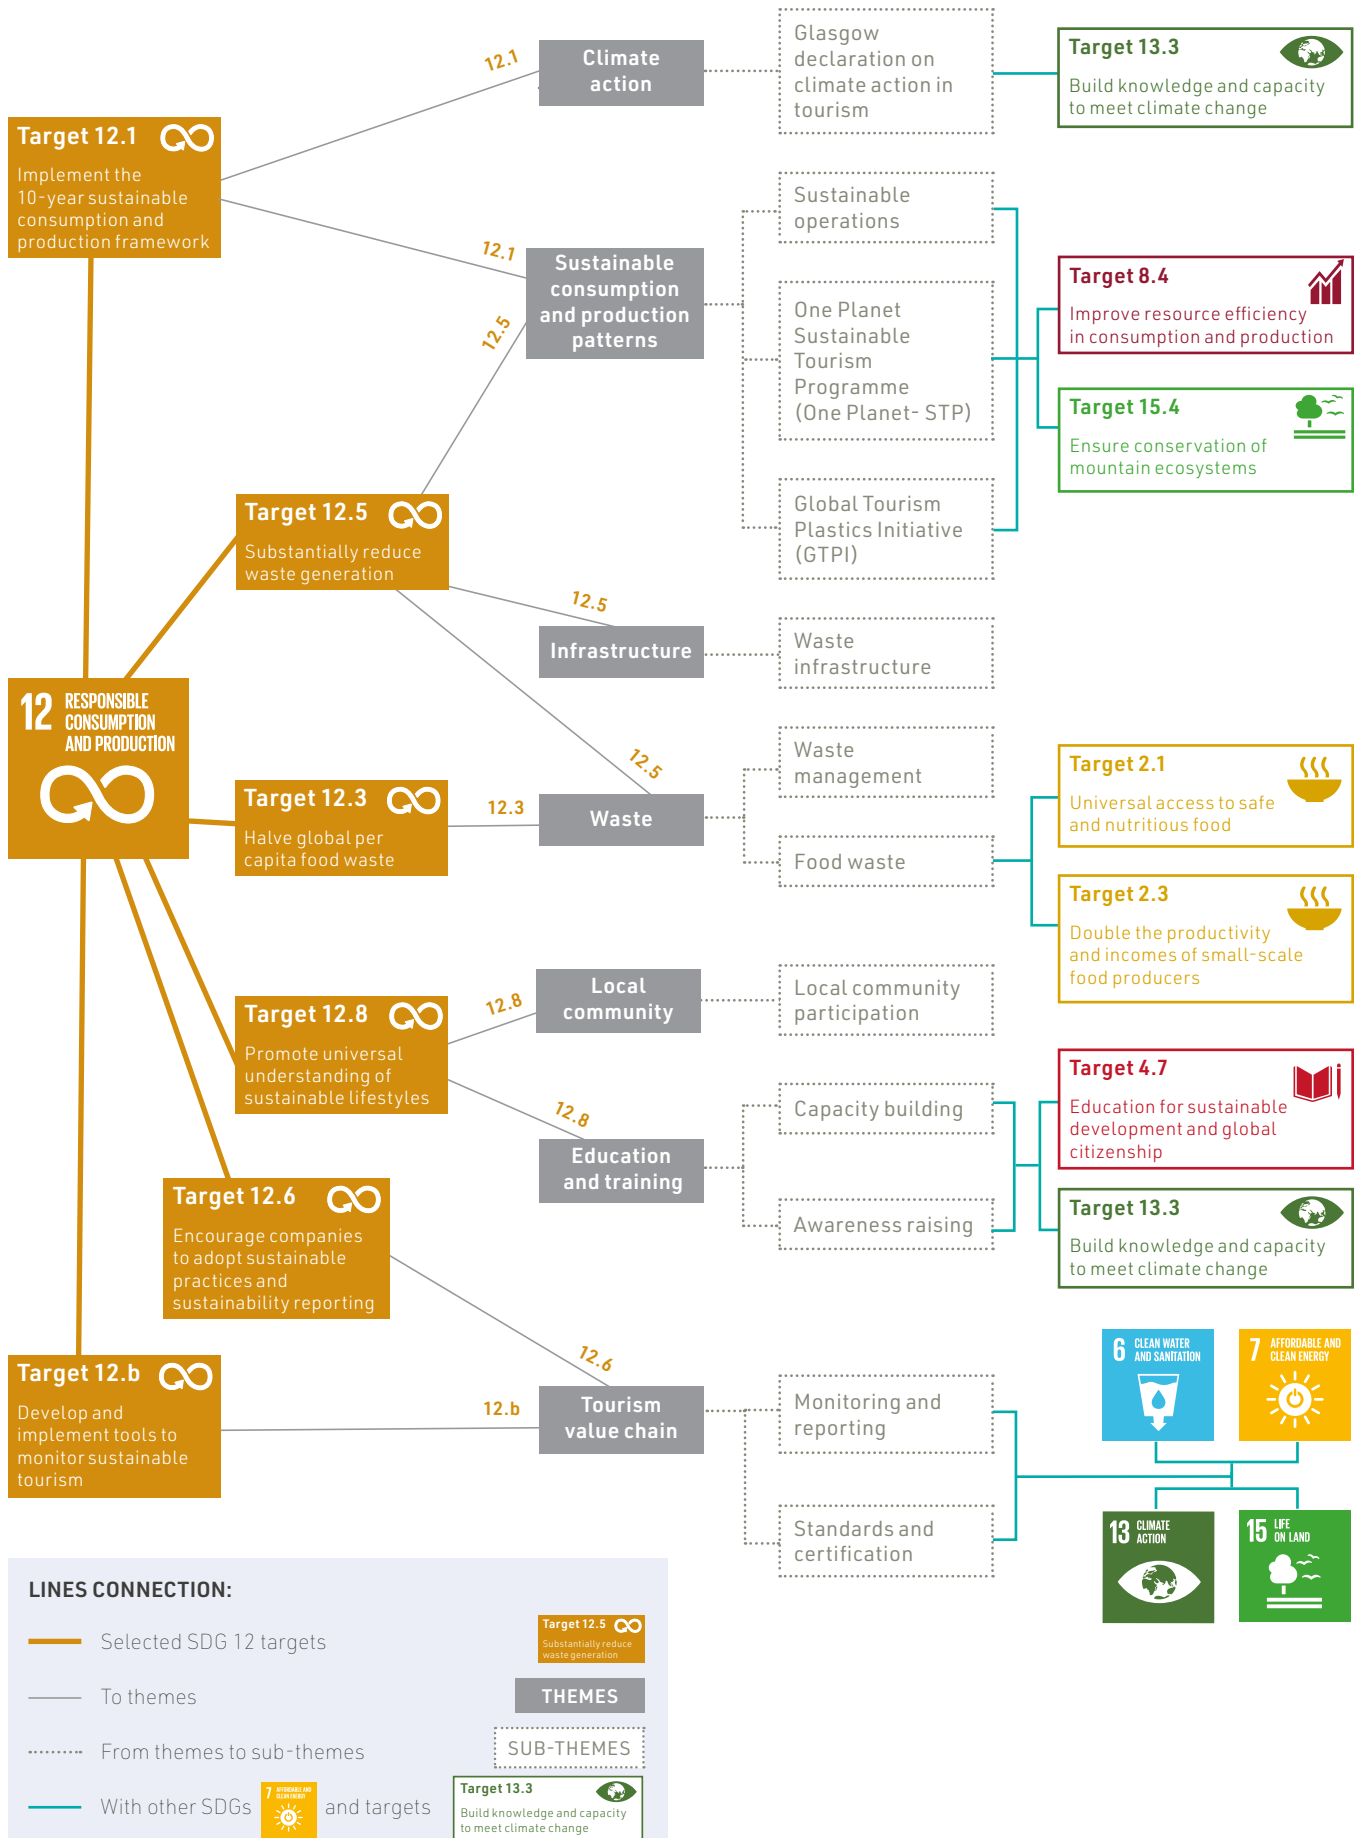 12.1
Climate
action
Glasgow
declaration on
climate action in
tourism
Target 13.3
Build knowledge and capacity
to meet climate change
Target 12.1
Implement the
10-year sustainable
consumption and
production framework
12.1
12.5
Sustainable
consumption
and production
patterns
Sustainable
operations
One Planet
Sustainable
Tourism
Programme
(One Planet- STP)
Global Tourism
Plastics Initiative
(GTPI)
Target 8.4
Improve resource efficiency
in consumption and production
Target 15.4
Ensure conservation of
mountain ecosystems
Target 12.5
Substantially reduce
waste generation
12.5
Infrastructure
Waste
infrastructure
12 RESPONSIBLE
CONSUMPTION
AND PRODUCTION
12.5
Target 12.3
Halve global per
capita food waste
12.3
Waste
Waste
management
Food waste
Target 2.1
Universal access to safe
and nutritious food
Target 2.3
Double the productivity
and incomes of small-scale
food producers
Target 12.8
Promote universal
understanding of
sustainable lifestyles
12.8
Local
community
Local community
participation
12.8
Education
and training
Capacity building
Awareness raising
Target 4.7
Education for sustainable
development and global
citizenship
Target 13.3
Build knowledge and capacity
to meet climate change
Target 12.6
Encourage companies
to adopt sustainable
practices and
sustainability reporting
12.6
Target 12.b
Develop and
implement tools to
monitor sustainable
tourism
12.b
Tourism
value chain
Monitoring and
reporting
Standards and
certification
6 CLEAN WATER
AND SANITATION
7 AFFORDABLE AND
CLEAN ENERGY
13 CLIMATE
ACTION
15 LIFE
ON LAND
LINES CONNECTION:
Selected SDG 12 targets
Target 12.5
Substantially reduce
waste generation
To themes
THEMES
From themes to sub-themes
SUB-THEMES
With other SDGs
7 AFFORDABLE AND
CLEAN ENERGY
and targets
Target 13.3
Build knowledge and capacity
to meet climate change